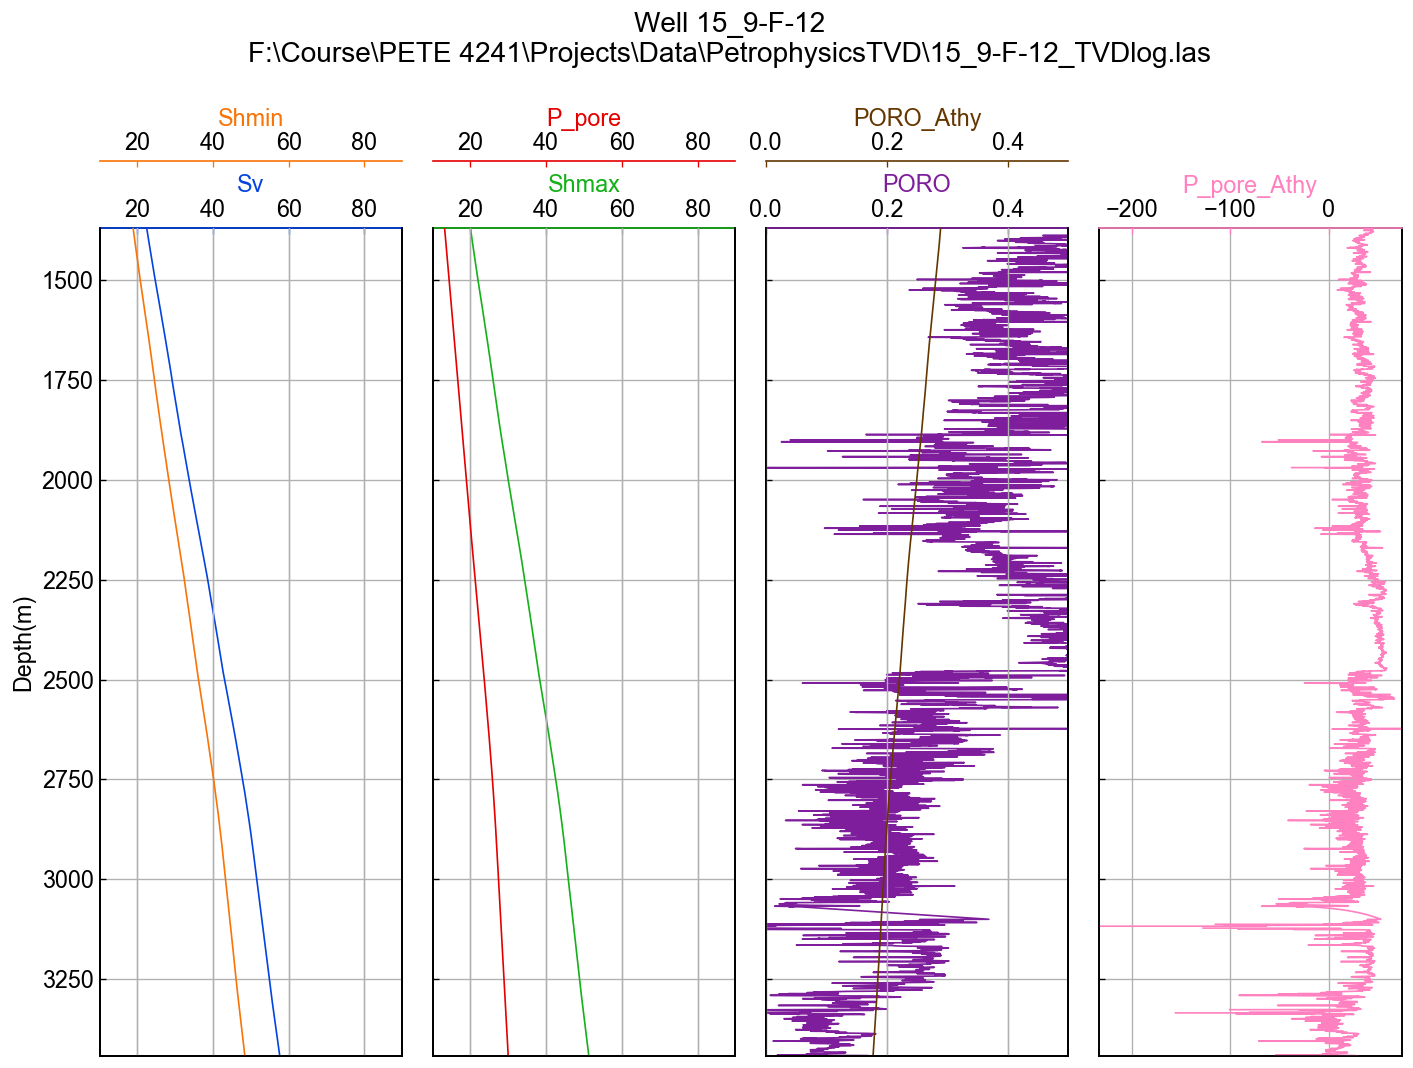 Well 15_9-F-12
F:\Course\PETE 4241\Projects\Data\PetrophysicsTVD\15_9-F-12_TVDlog.las
Shmin
20 40 60 80
Sv
20 40 60 80
P_pore
20 40 60 80
Shmax
20 40 60 80
PORO_Athy
0.0 0.2 0.4
PORO
0.0 0.2 0.4
P_pore_Athy
−200 −100 0
Depth(m)
1500
1750
2000
2250
2500
2750
3000
3250